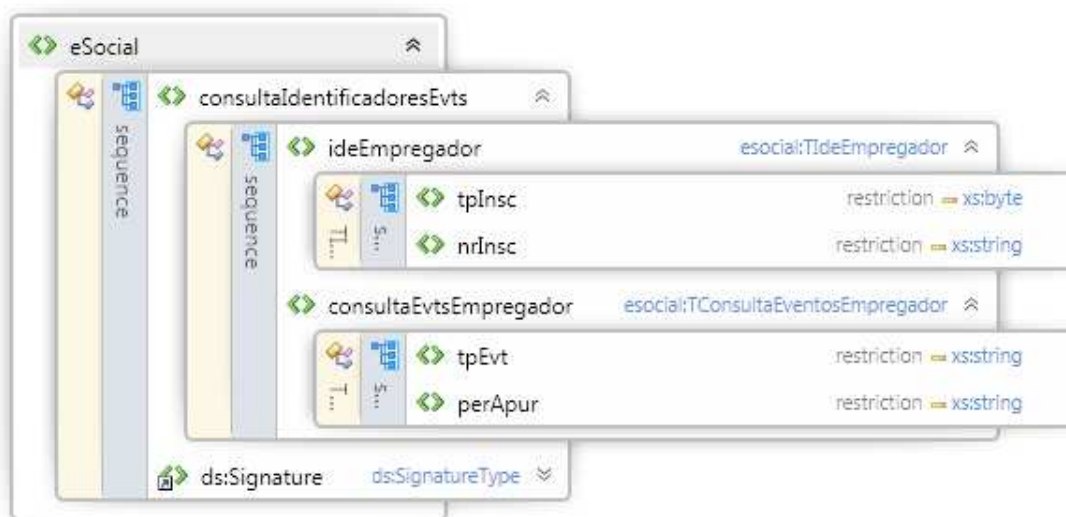 eSocial
sequence
consultaIdentificadoresEvts
sequence
ideEmpregador esocial:TIdeEmpregador
TI... s... tpInsc restriction xs:byte
nrInsc restriction xs:string
consultaEvtsEmpregador esocial:TConsultaEventosEmpregador
T... s... tpEvt restriction xs:string
perApur restriction xs:string
ds:Signature ds:SignatureType